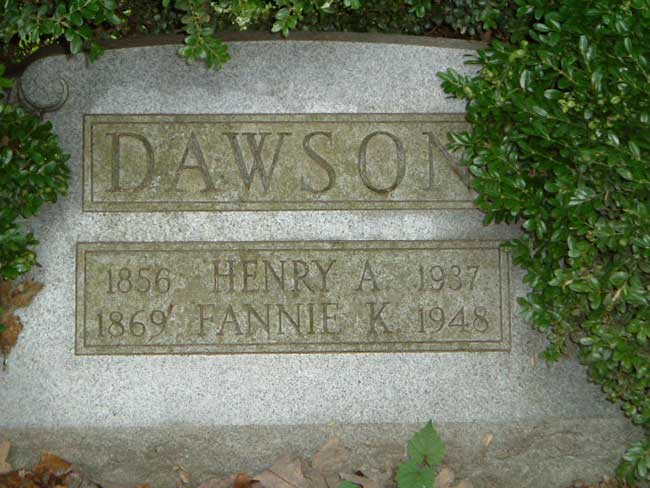 DAWSON
1856 HENRY A. 1937
1869 FANNIE K. 1948